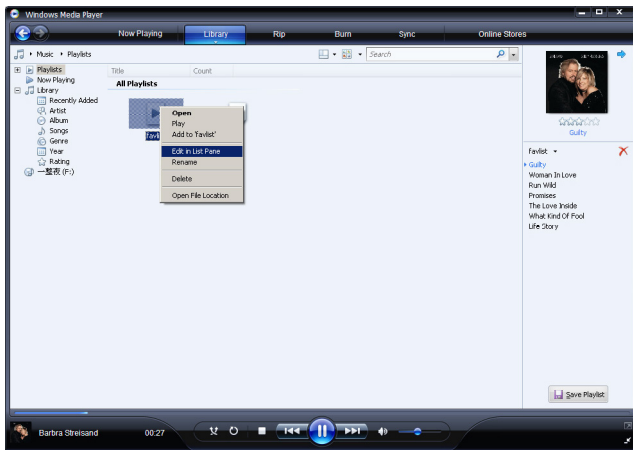 Windows Media Player
Now Playing Library Rip Burn Sync Online Stores
Music Playlists Search
Playlists
Now Playing
Library
Recently Added
Artist
Album
Songs
Genre
Year
Rating
一整夜 (F:)
Title Count
All Playlists
Open
Play
Add to 'favlist'
Edit in List Pane
Rename
Delete
Open File Location
Guilty
favlist
Guilty
Woman In Love
Run Wild
Promises
The Love Inside
What Kind Of Fool
Life Story
Save Playlist
Barbra Streisand 00:27